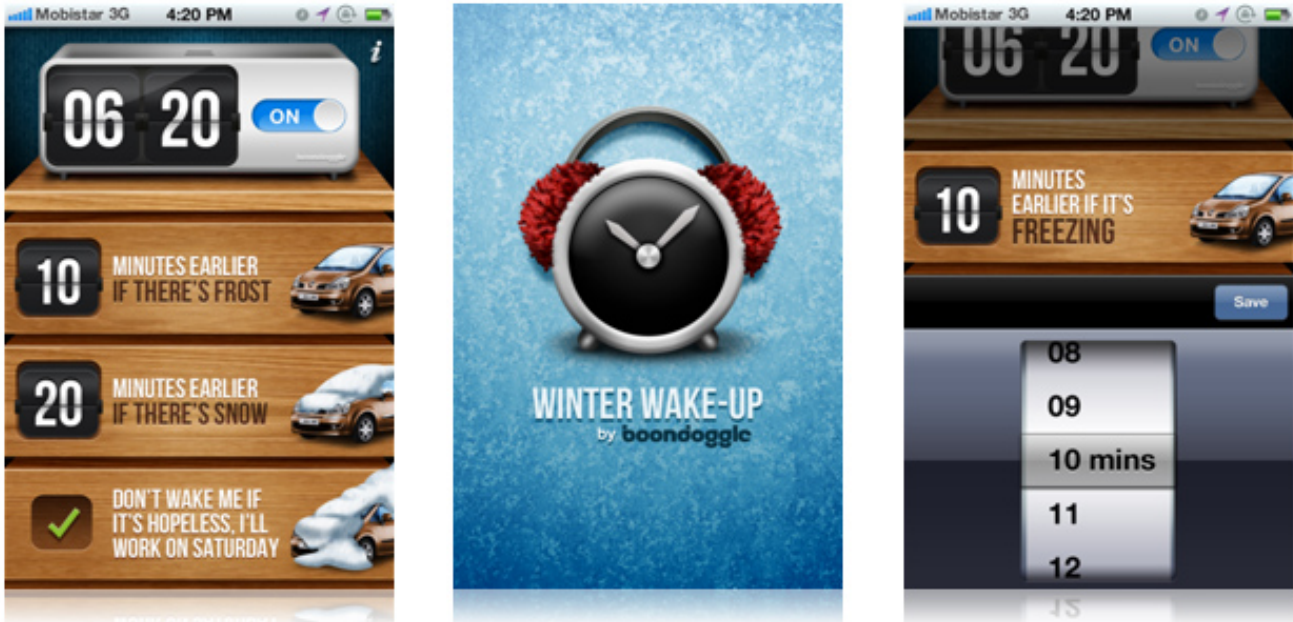 Mobistar 3G 4:20 PM
i
06 20 ON
boondoggle
10 MINUTES EARLIER
IF THERE'S FROST
20 MINUTES EARLIER
IF THERE'S SNOW
DON'T WAKE ME IF
IT'S HOPELESS, I'LL
WORK ON SATURDAY
WINTER WAKE-UP
by boondoggle
Mobistar 3G 4:20 PM
06 20 ON
10 MINUTES
EARLIER IF IT'S
FREEZING
Save
08
09
10 mins
11
12